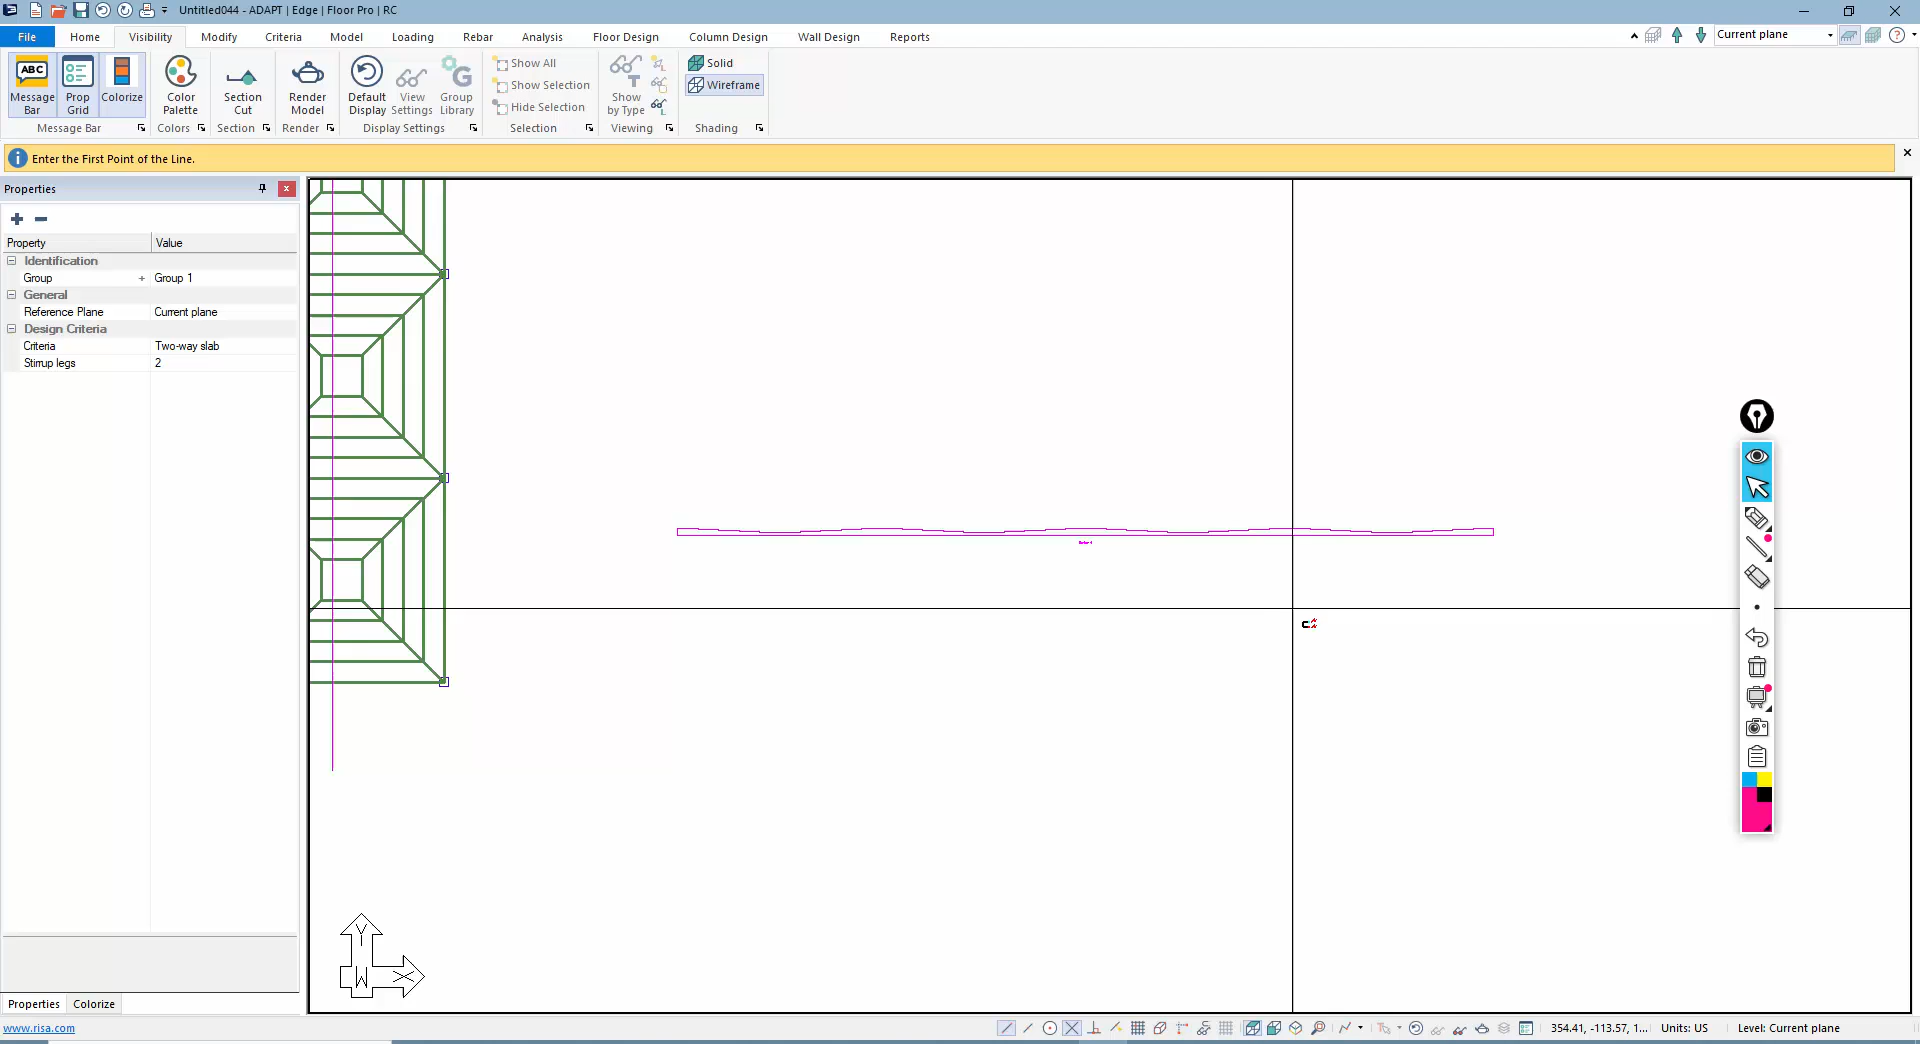 Untitled044 - ADAPT | Edge | Floor Pro | RC
File Home Visibility Modify Criteria Model Loading Rebar Analysis Floor Design Column Design Wall Design Reports Current plane
ABC
Message Bar
Prop Grid
Colorize
Color Palette
Section Cut
Render Model
Default Display
View Settings
Group Library
Show All
Show Selection
Hide Selection
Show by Type
Solid
Wireframe
Message Bar Colors Section Render Display Settings Selection Viewing Shading
Enter the First Point of the Line.
Properties
Property Value
Identification
Group + Group 1
General
Reference Plane Current plane
Design Criteria
Criteria Two-way slab
Stirrup legs 2
Y
W X
Properties Colorize
www.risa.com
354.41, -113.57, 1... Units: US Level: Current plane